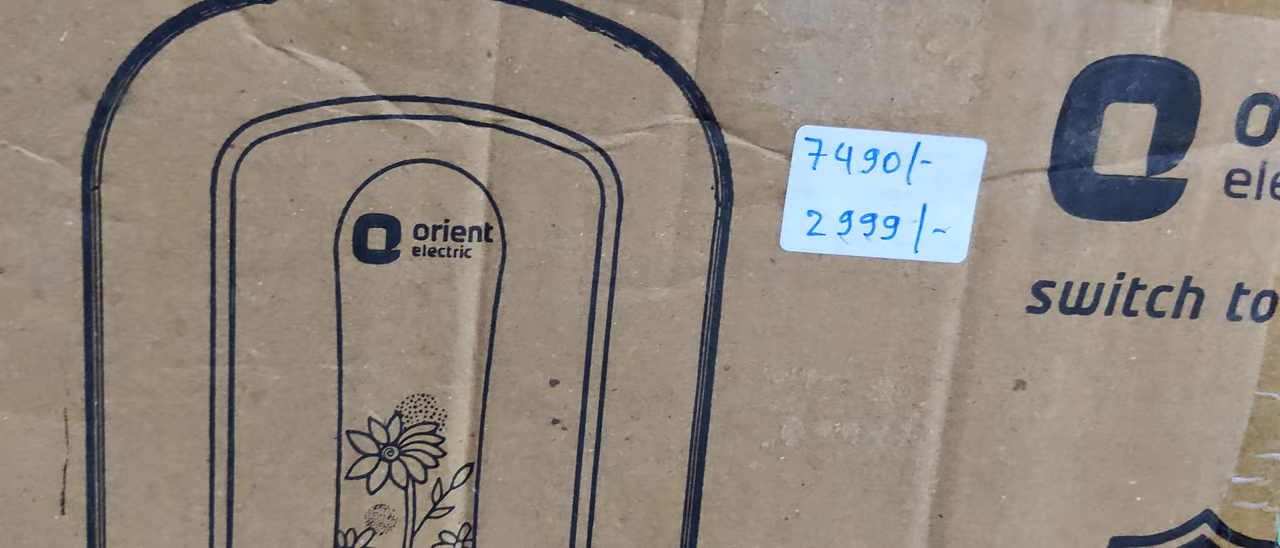 orient
electric
7490/-
2999/-
switch to